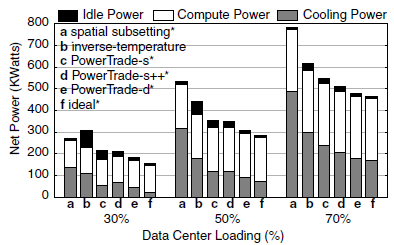 Idle Power Compute Power Cooling Power
800
700
600
500
400
300
200
100
0
Net Power (KWatts)
a spatial subsetting*
b inverse-temperature
c PowerTrade-s*
d PowerTrade-s++*
e PowerTrade-d*
f ideal*
a b c d e f a b c d e f a b c d e f
30% 50% 70%
Data Center Loading (%)